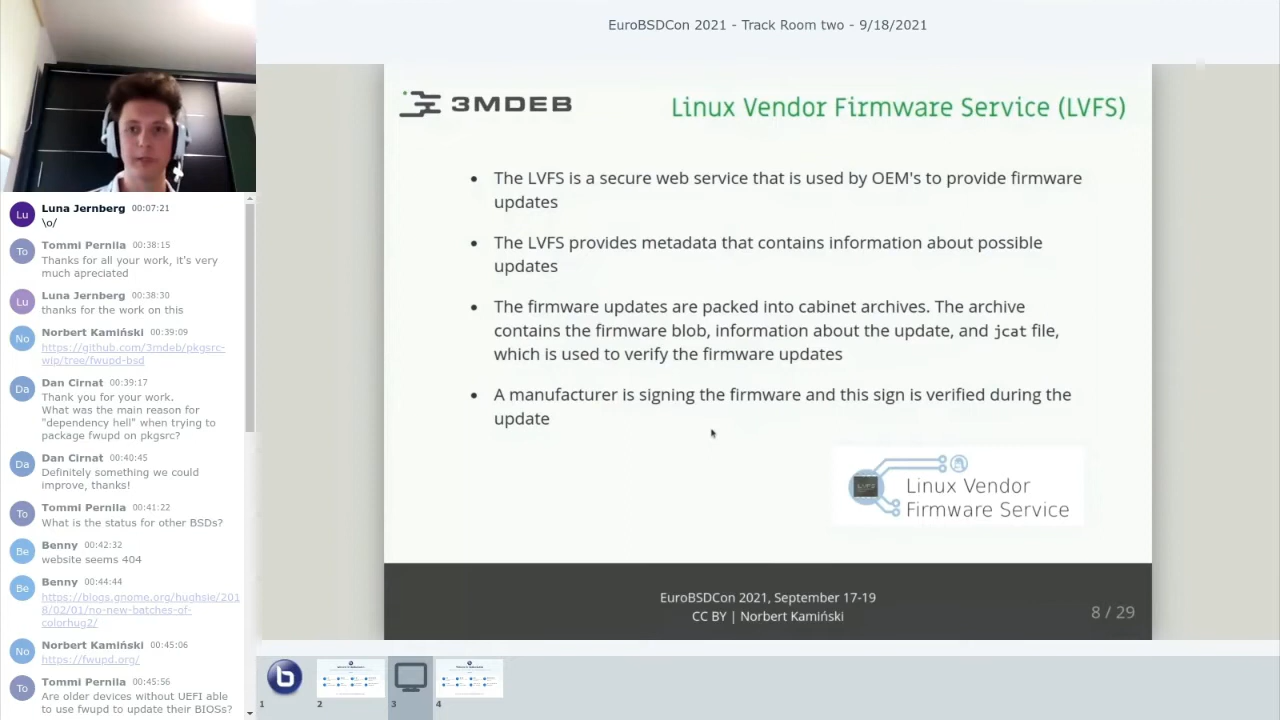 EuroBSDCon 2021 - Track Room two - 9/18/2021
3MDEB
Linux Vendor Firmware Service (LVFS)
• The LVFS is a secure web service that is used by OEM's to provide firmware
updates
• The LVFS provides metadata that contains information about possible
updates
• The firmware updates are packed into cabinet archives. The archive
contains the firmware blob, information about the update, and jcat file,
which is used to verify the firmware updates
• A manufacturer is signing the firmware and this sign is verified during the
update
LVFS
Linux Vendor
Firmware Service
EuroBSDCon 2021, September 17-19
CC BY | Norbert Kamiński
8 / 29
Lu
Luna Jernberg 00:07:21
\o/
To
Tommi Pernila 00:38:15
Thanks for all your work, it's very
much apreciated
Lu
Luna Jernberg 00:38:30
thanks for the work on this
No
Norbert Kamiński 00:39:09
https://github.com/3mdeb/pkgsrc-
wip/tree/fwupd-bsd
Da
Dan Cirnat 00:39:17
Thank you for your work.
What was the main reason for
"dependency hell" when trying to
package fwupd on pkgsrc?
Da
Dan Cirnat 00:40:45
Definitely something we could
improve, thanks!
To
Tommi Pernila 00:41:22
What is the status for other BSDs?
Be
Benny 00:42:32
website seems 404
Be
Benny 00:44:44
https://blogs.gnome.org/hughsie/201
8/02/01/no-new-batches-of-
colorhug2/
No
Norbert Kamiński 00:45:06
https://fwupd.org/
To
Tommi Pernila 00:45:56
Are older devices without UEFI able
to use fwupd to update their BIOSs?
b
1
2
3
4